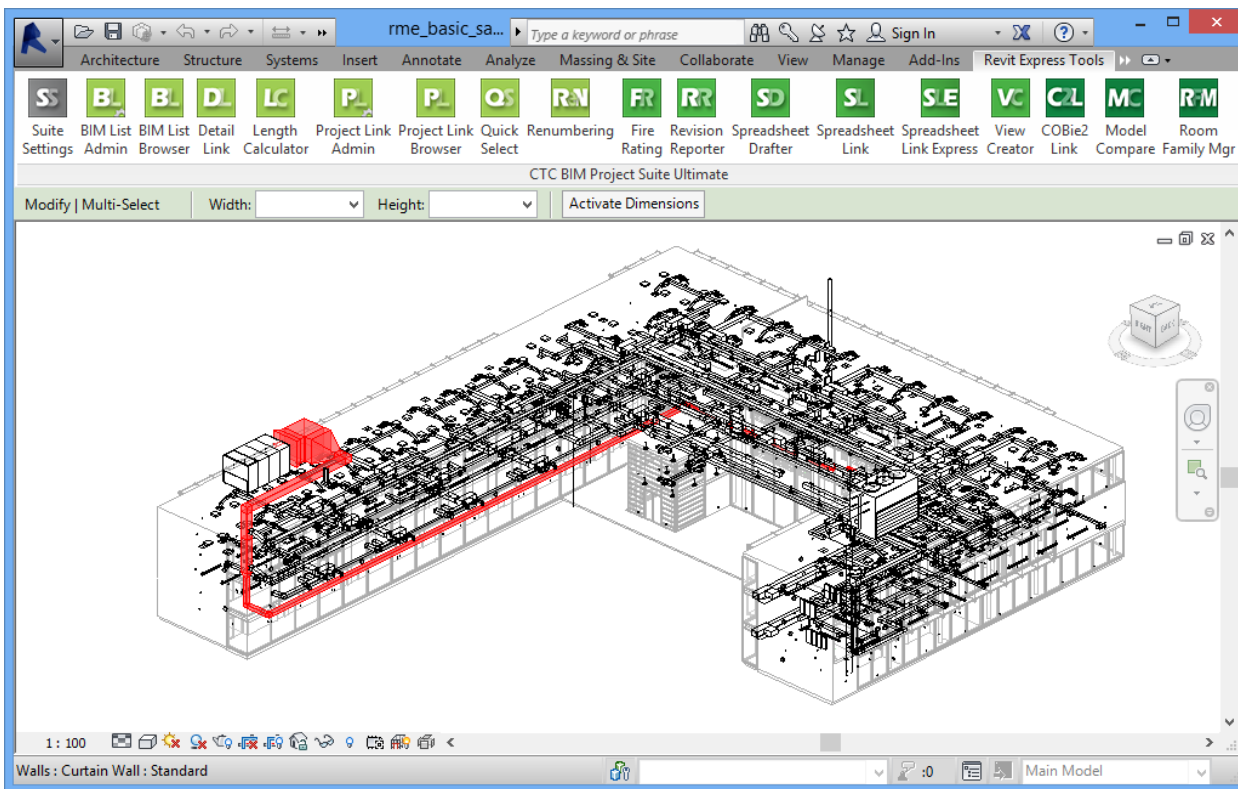 rme_basic_sa... Type a keyword or phrase Sign In
Architecture Structure Systems Insert Annotate Analyze Massing & Site Collaborate View Manage Add-Ins Revit Express Tools
SS BL BL DL LC PL PL QS R≡N FR RR SD SL SLE VC C2L MC RFM
Suite BIM List BIM List Detail Length Project Link Project Link Quick Renumbering Fire Revision Spreadsheet Spreadsheet Spreadsheet View COBie2 Model Room
Settings Admin Browser Link Calculator Admin Browser Select Rating Reporter Drafter Link Link Express Creator Link Compare Family Mgr
CTC BIM Project Suite Ultimate
Modify | Multi-Select Width: Height: Activate Dimensions
1 : 100
Walls : Curtain Wall : Standard :0 Main Model